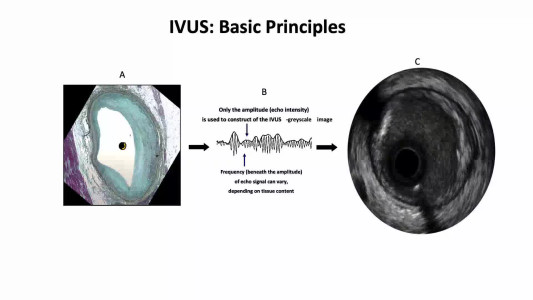 IVUS: Basic Principles
A
B
C
Only the amplitude (echo intensity)
is used to construct of the IVUS -greyscale image
Frequency (beneath the amplitude)
of echo signal can vary,
depending on tissue content